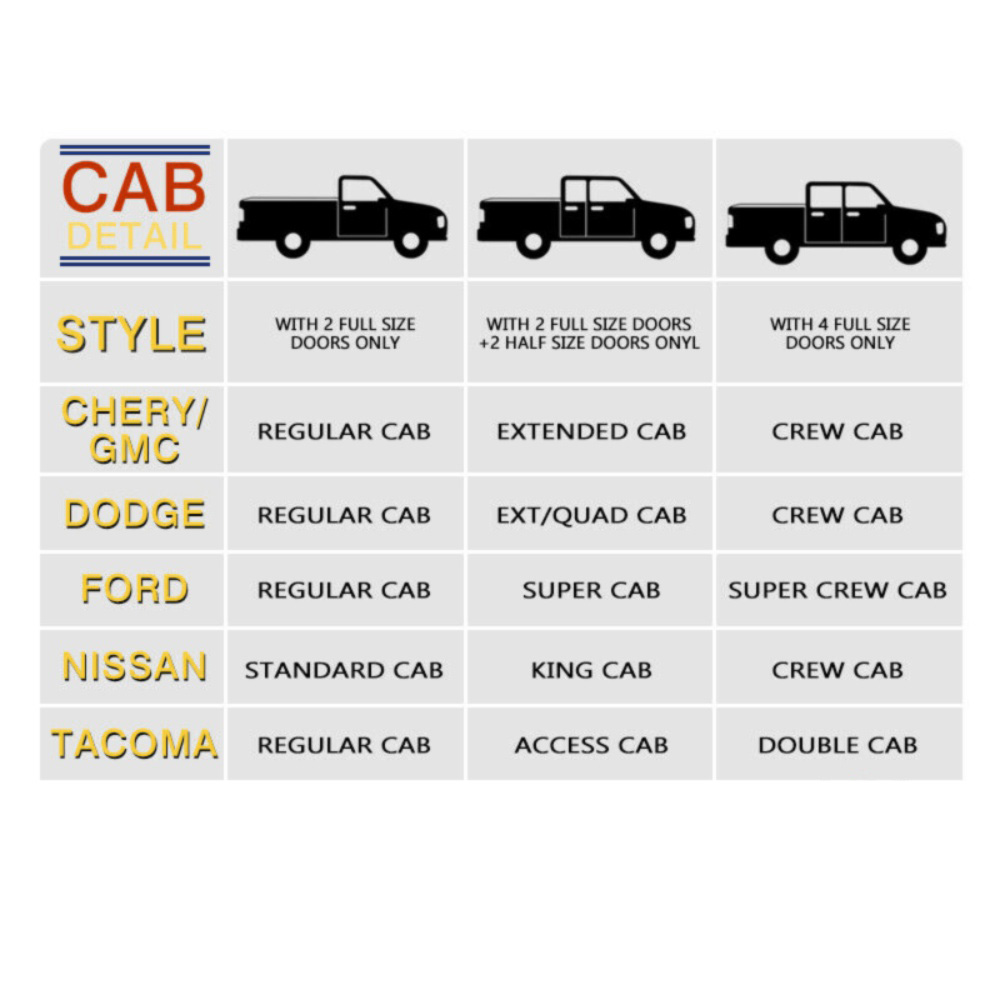 CAB
DETAIL
STYLE
WITH 2 FULL SIZE
DOORS ONLY
WITH 2 FULL SIZE DOORS
+2 HALF SIZE DOORS ONYL
WITH 4 FULL SIZE
DOORS ONLY
CHERY/
GMC
REGULAR CAB
EXTENDED CAB
CREW CAB
DODGE
REGULAR CAB
EXT/QUAD CAB
CREW CAB
FORD
REGULAR CAB
SUPER CAB
SUPER CREW CAB
NISSAN
STANDARD CAB
KING CAB
CREW CAB
TACOMA
REGULAR CAB
ACCESS CAB
DOUBLE CAB